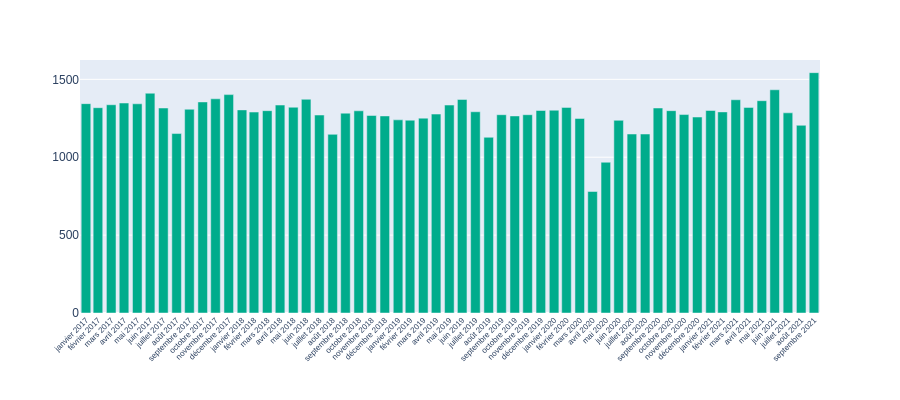 1500
1000
500
0
janvier 2017
février 2017
mars 2017
avril 2017
mai 2017
juin 2017
juillet 2017
août 2017
septembre 2017
octobre 2017
novembre 2017
décembre 2017
janvier 2018
février 2018
mars 2018
avril 2018
mai 2018
juin 2018
juillet 2018
août 2018
septembre 2018
octobre 2018
novembre 2018
décembre 2018
janvier 2019
février 2019
mars 2019
avril 2019
mai 2019
juin 2019
juillet 2019
août 2019
septembre 2019
octobre 2019
novembre 2019
décembre 2019
janvier 2020
février 2020
mars 2020
avril 2020
mai 2020
juin 2020
juillet 2020
août 2020
septembre 2020
octobre 2020
novembre 2020
décembre 2020
janvier 2021
février 2021
mars 2021
avril 2021
mai 2021
juin 2021
juillet 2021
août 2021
septembre 2021